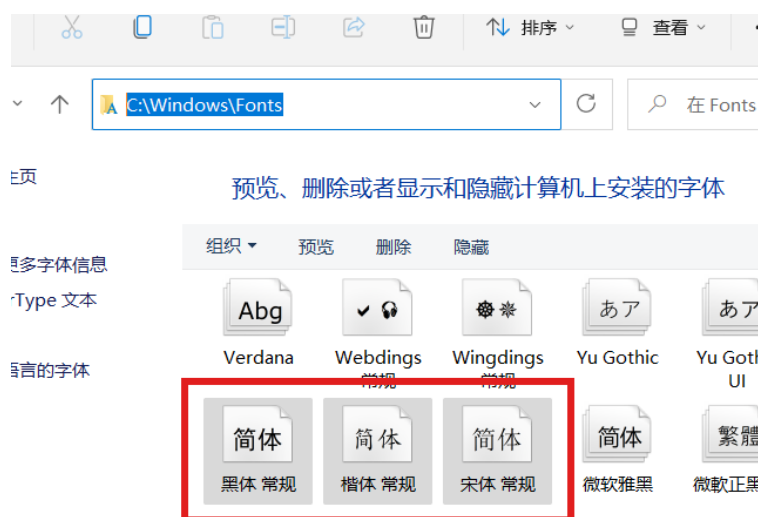 排序
查看
C:\Windows\Fonts
在 Fonts
主页
预览、删除或者显示和隐藏计算机上安装的字体
组织 预览 删除 隐藏
更多字体信息
Type 文本
语言的字体
Abg
あア
あア
Verdana
Webdings 常规
Wingdings 常规
Yu Gothic
Yu Goth
UI
简体
简体
简体
简体
繁體
黑体 常规
楷体 常规
宋体 常规
微软雅黑
微軟正黑